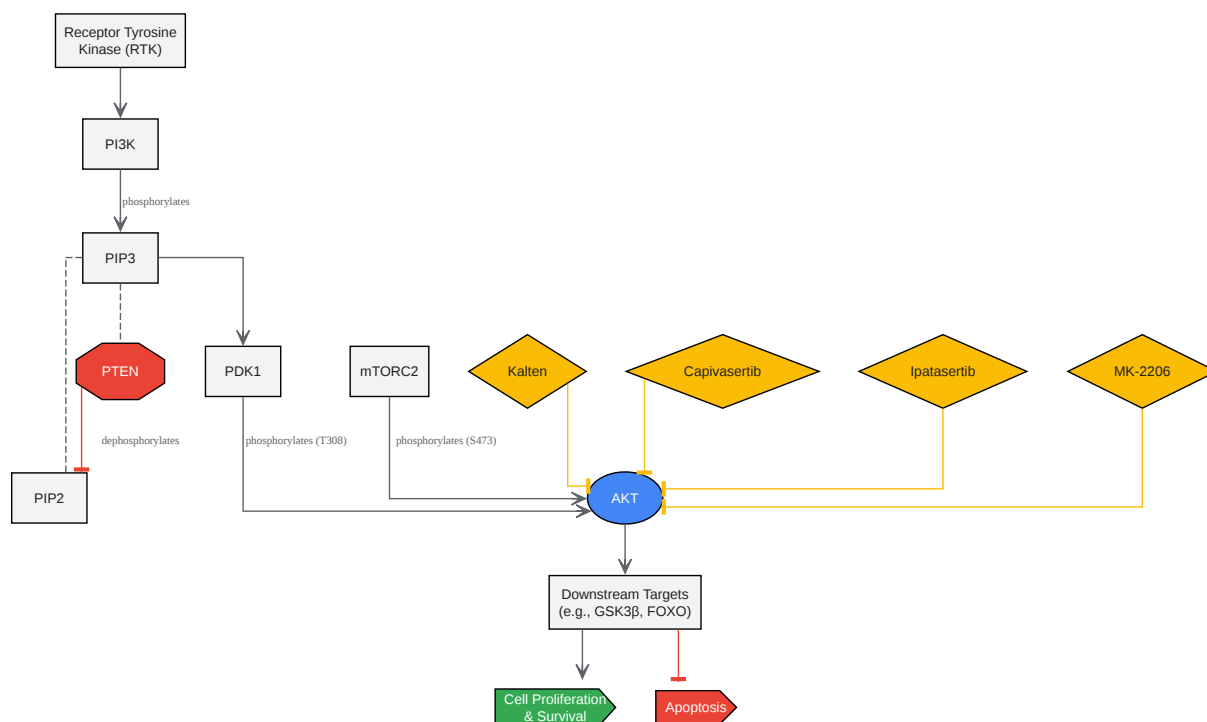 Receptor Tyrosine
Kinase (RTK)
PI3K
phosphorylates
PIP3
PTEN
PDK1
mTORC2
Kalten
Capivasertib
Ipatasertib
MK-2206
dephosphorylates
phosphorylates (T308)
phosphorylates (S473)
PIP2
AKT
Downstream Targets
(e.g., GSK3β, FOXO)
Cell Proliferation
& Survival
Apoptosis